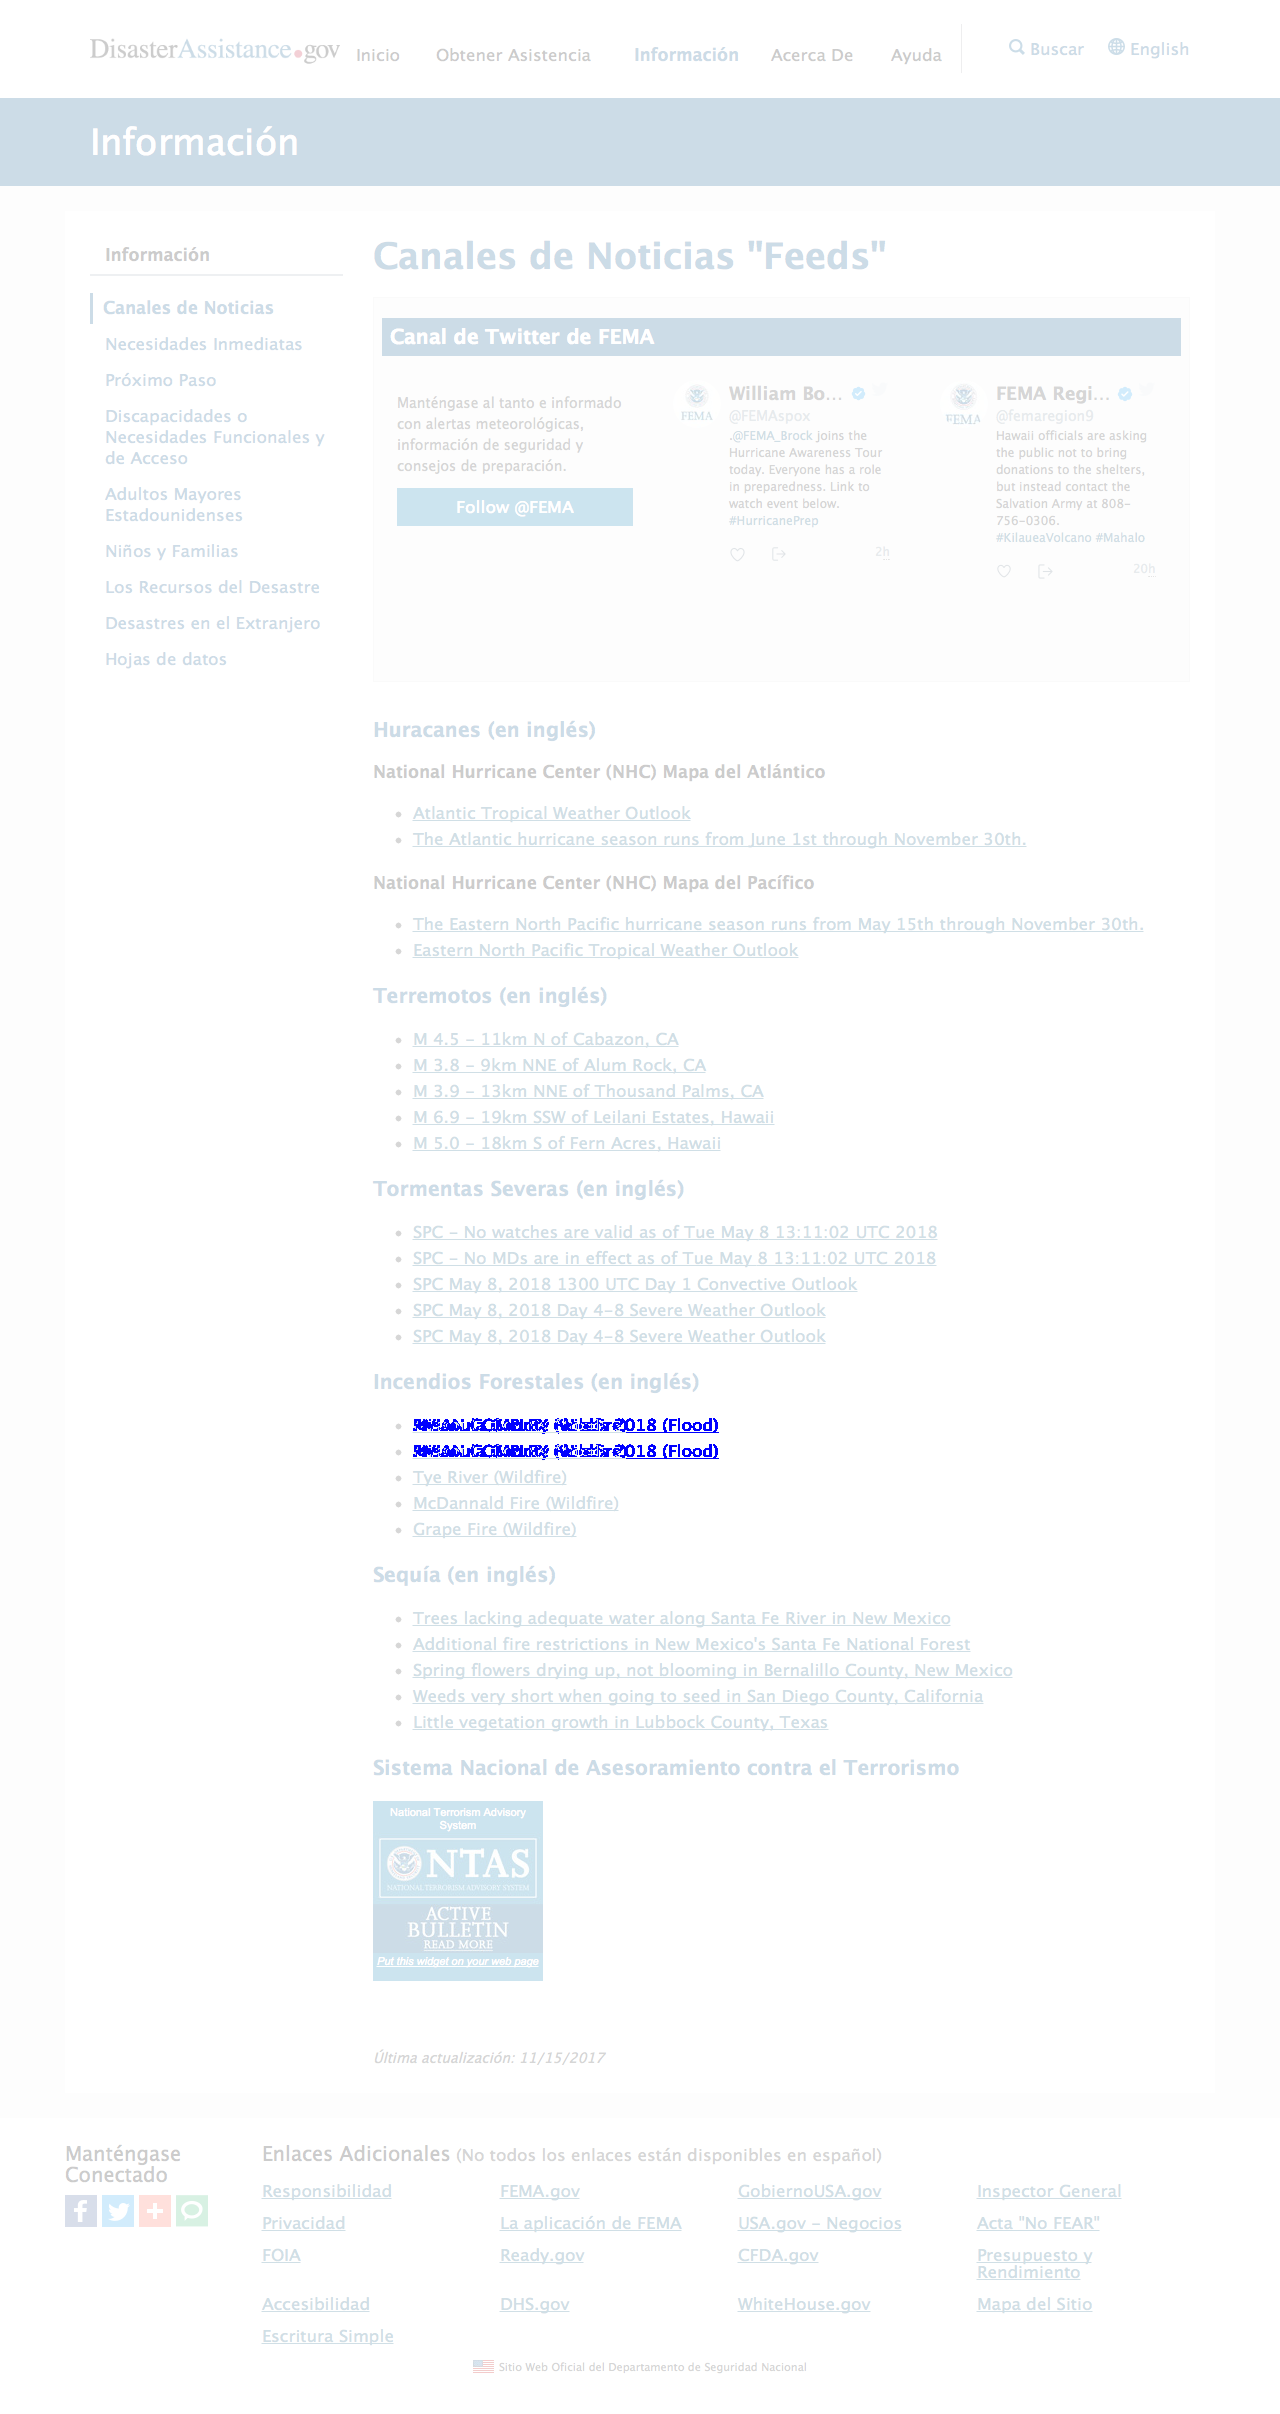 DisasterAssistance.gov
Inicio Obtener Asistencia Información Acerca De Ayuda Buscar English
Información
Información
Canales de Noticias
Necesidades Inmediatas
Próximo Paso
Discapacidades o
Necesidades Funcionales y
de Acceso
Adultos Mayores
Estadounidenses
Niños y Familias
Los Recursos del Desastre
Desastres en el Extranjero
Hojas de datos
Canales de Noticias "Feeds"
Canal de Twitter de FEMA
Manténgase al tanto e informado
con alertas meteorológicas,
información de seguridad y
consejos de preparación.
Follow @FEMA
FEMA
William Bo...
@FEMAspox
.@FEMA_Brock joins the
Hurricane Awareness Tour
today. Everyone has a role
in preparedness. Link to
watch event below.
#HurricanePrep
2h
FEMA
FEMA Regi...
@femaregion9
Hawaii officials are asking
the public not to bring
donations to the shelters,
but instead contact the
Salvation Army at 808-
756-0306.
#KilaueaVolcano #Mahalo
20h
Huracanes (en inglés)
National Hurricane Center (NHC) Mapa del Atlántico
Atlantic Tropical Weather Outlook
The Atlantic hurricane season runs from June 1st through November 30th.
National Hurricane Center (NHC) Mapa del Pacífico
The Eastern North Pacific hurricane season runs from May 15th through November 30th.
Eastern North Pacific Tropical Weather Outlook
Terremotos (en inglés)
M 4.5 - 11km N of Cabazon, CA
M 3.8 - 9km NNE of Alum Rock, CA
M 3.9 - 13km NNE of Thousand Palms, CA
M 6.9 - 19km SSW of Leilani Estates, Hawaii
M 5.0 - 18km S of Fern Acres, Hawaii
Tormentas Severas (en inglés)
SPC - No watches are valid as of Tue May 8 13:11:02 UTC 2018
SPC - No MDs are in effect as of Tue May 8 13:11:02 UTC 2018
SPC May 8, 2018 1300 UTC Day 1 Convective Outlook
SPC May 8, 2018 Day 4-8 Severe Weather Outlook
SPC May 8, 2018 Day 4-8 Severe Weather Outlook
Incendios Forestales (en inglés)
2018 (Flood)
2018 (Flood)
Tye River (Wildfire)
McDannald Fire (Wildfire)
Grape Fire (Wildfire)
Sequía (en inglés)
Trees lacking adequate water along Santa Fe River in New Mexico
Additional fire restrictions in New Mexico's Santa Fe National Forest
Spring flowers drying up, not blooming in Bernalillo County, New Mexico
Weeds very short when going to seed in San Diego County, California
Little vegetation growth in Lubbock County, Texas
Sistema Nacional de Asesoramiento contra el Terrorismo
National Terrorism Advisory
System
NTAS
NATIONAL TERRORISM ADVISORY SYSTEM
ACTIVE
BULLETIN
READ MORE
Put this widget on your web page
Última actualización: 11/15/2017
Manténgase
Conectado
Enlaces Adicionales (No todos los enlaces están disponibles en español)
Responsibilidad FEMA.gov GobiernoUSA.gov Inspector General
Privacidad La aplicación de FEMA USA.gov - Negocios Acta "No FEAR"
FOIA Ready.gov CFDA.gov Presupuesto y
Rendimiento
Accesibilidad DHS.gov WhiteHouse.gov Mapa del Sitio
Escritura Simple
Sitio Web Oficial del Departamento de Seguridad Nacional